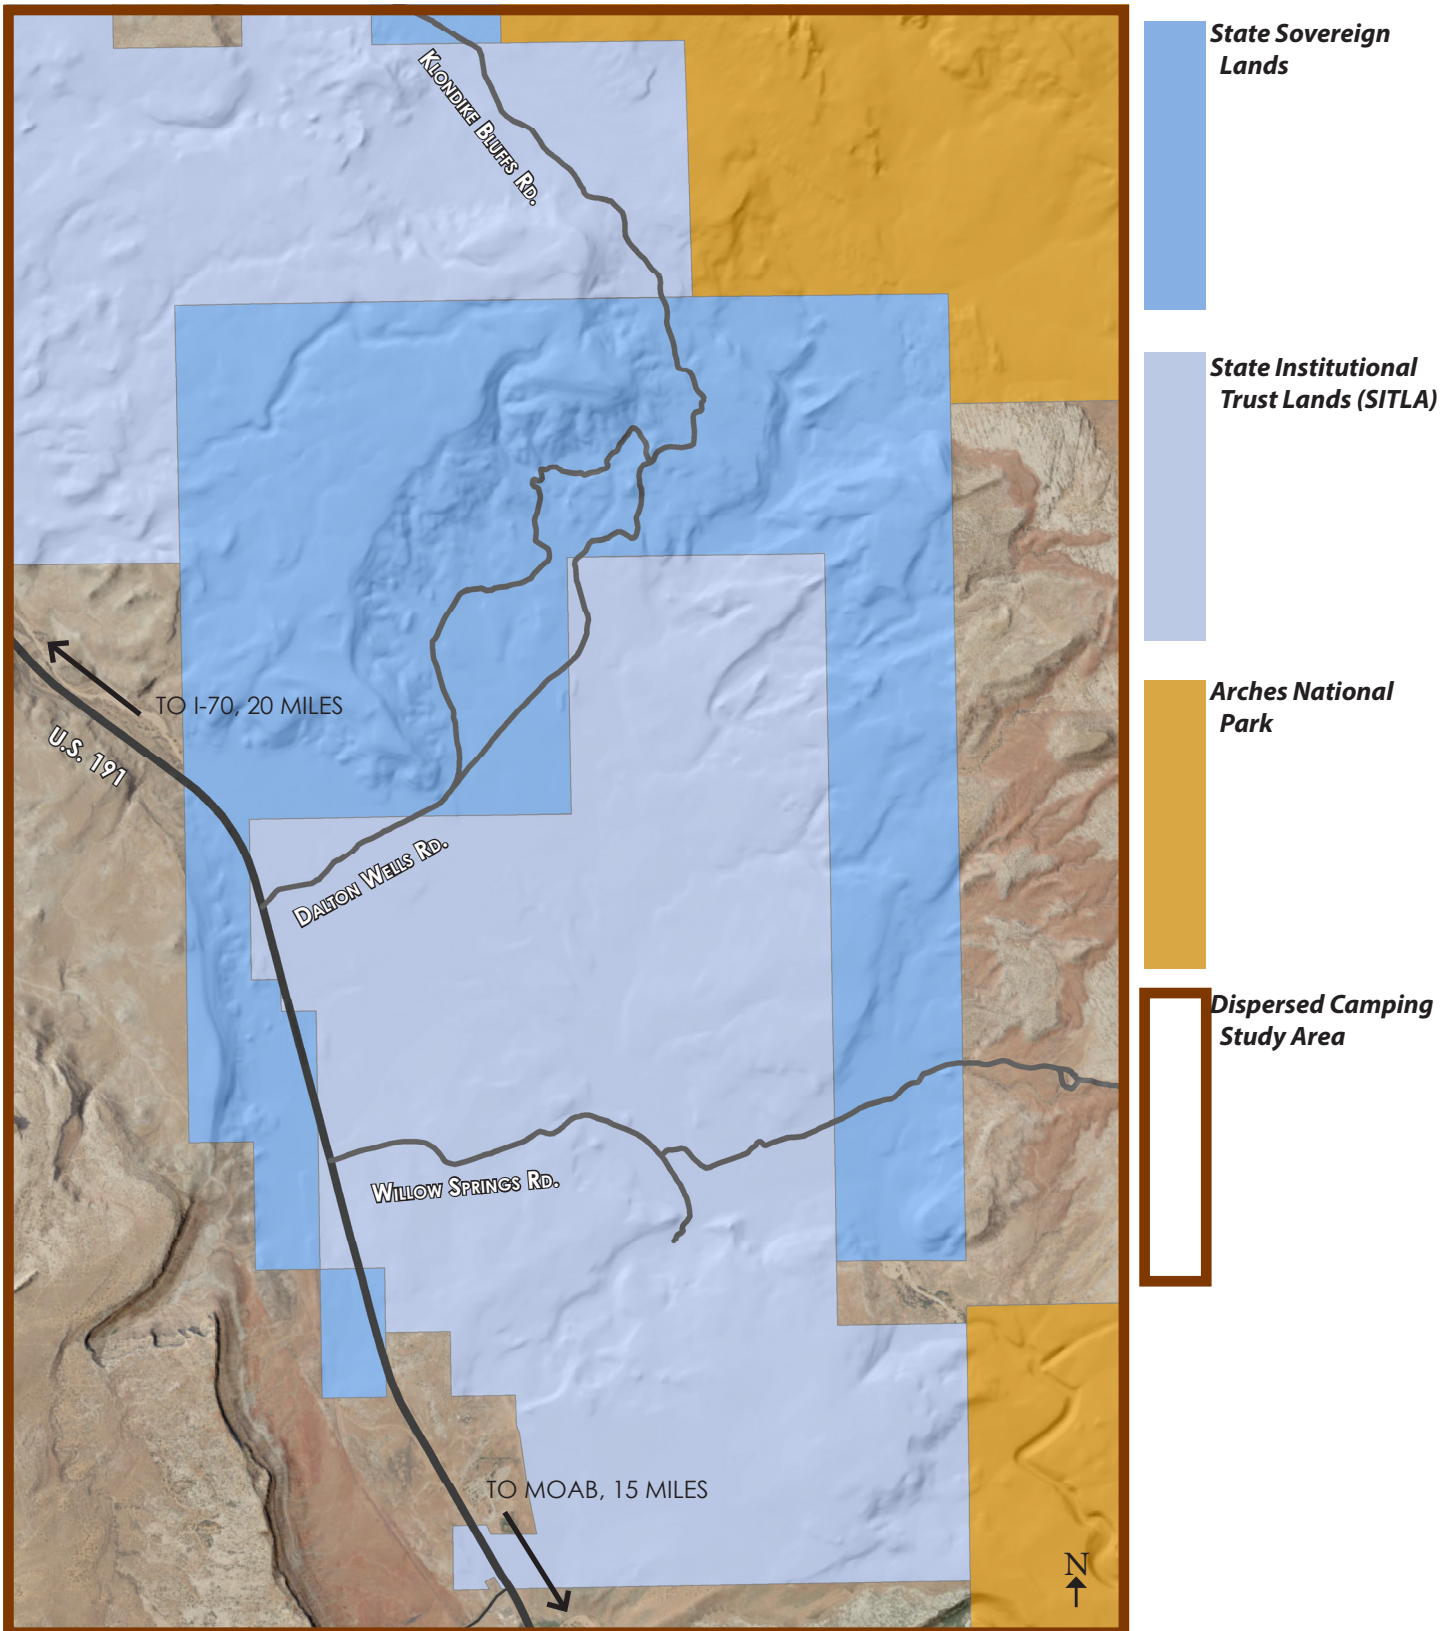 KLONDIKE BLUFFS RD.
TO I-70, 20 MILES
U.S. 191
DALTON WELLS RD.
WILLOW SPRINGS RD.
TO MOAB, 15 MILES
N
State Sovereign
Lands
State Institutional
Trust Lands (SITLA)
Arches National
Park
Dispersed Camping
Study Area